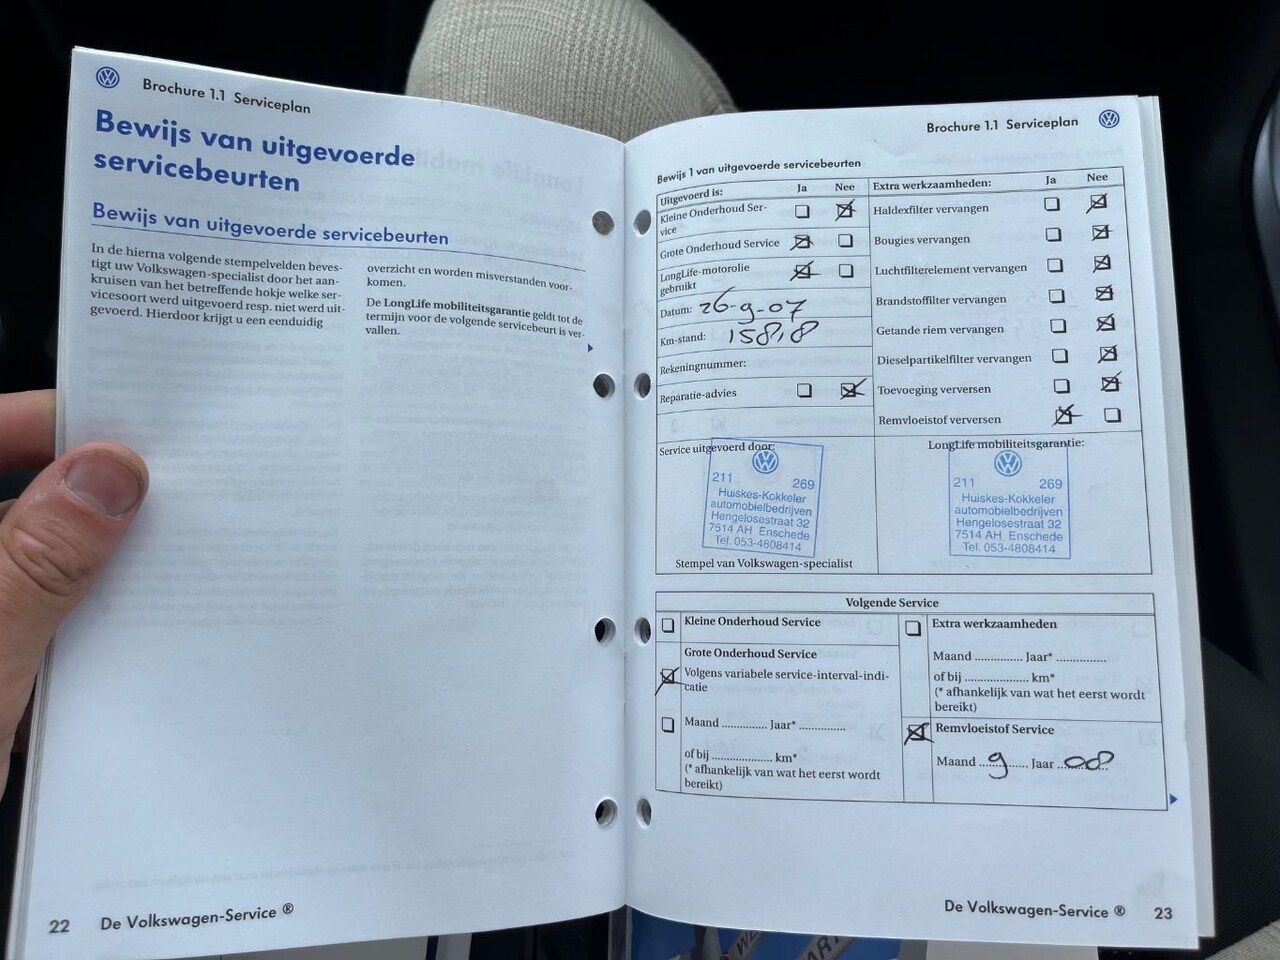 Brochure 1.1 Serviceplan
Bewijs van uitgevoerde
servicebeurten
Bewijs van uitgevoerde servicebeurten
In de hierna volgende stempelvelden beves-
tigt uw Volkswagen-specialist door het aan-
kruisen van het betreffende hokje welke ser-
vicesoort werd uitgevoerd resp. niet werd uit-
gevoerd. Hierdoor krijgt u een eenduidig
overzicht en worden misverstanden voor-
komen.
De LongLife mobiliteitsgarantie geldt tot de
termijn voor de volgende servicebeurt is ver-
vallen.
22 De Volkswagen-Service ®
Brochure 1.1 Serviceplan
Bewijs 1 van uitgevoerde servicebeurten
Uitgevoerd is: Ja Nee
Kleine Onderhoud Ser-
vice
Grote Onderhoud Service
LongLife-motorolie
gebruikt
Datum: 26-9-07
Km-stand: 15818
Rekeningnummer:
Reparatie-advies
Extra werkzaamheden: Ja Nee
Haldexfilter vervangen
Bougies vervangen
Luchtfilterelement vervangen
Brandstoffilter vervangen
Getande riem vervangen
Dieselpartikelfilter vervangen
Toevoeging verversen
Remvloeistof verversen
Service uitgevoerd door:
211 269
Huiskes-Kokkeler
automobielbedrijven
Hengelosestraat 32
7514 AH Enschede
Tel. 053-4808414
Stempel van Volkswagen-specialist
LongLife mobiliteitsgarantie:
211 269
Huiskes-Kokkeler
automobielbedrijven
Hengelosestraat 32
7514 AH Enschede
Tel. 053-4808414
Volgende Service
Kleine Onderhoud Service
Grote Onderhoud Service
Volgens variabele service-interval-indi-
catie
Maand .............. Jaar* ..............
of bij .................. km*
(* afhankelijk van wat het eerst wordt
bereikt)
Extra werkzaamheden
Maand .............. Jaar* ...............
of bij ................... km*
(* afhankelijk van wat het eerst wordt
bereikt)
Remvloeistof Service
Maand 9 Jaar 08
De Volkswagen-Service ® 23